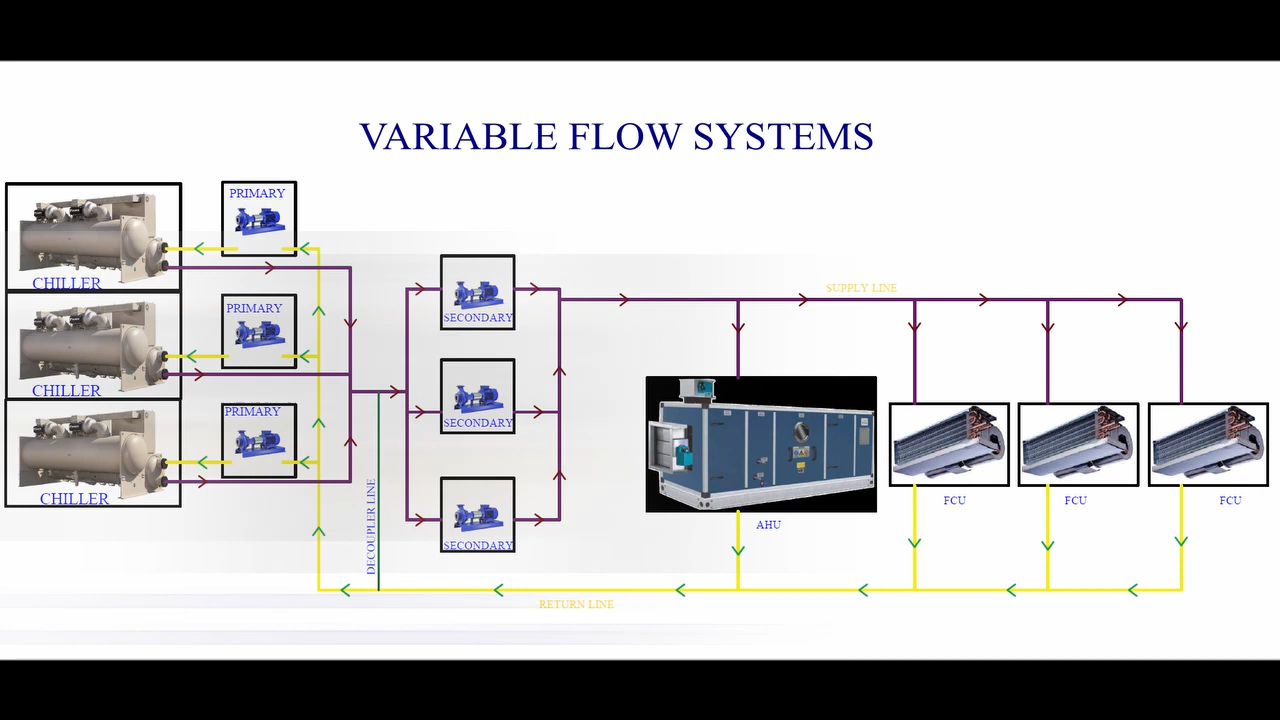 VARIABLE FLOW SYSTEMS
PRIMARY
CHILLER
PRIMARY
CHILLER
PRIMARY
CHILLER
SECONDARY
SECONDARY
SECONDARY
DECOUPLER LINE
SUPPLY LINE
AHU
FCU
FCU
FCU
RETURN LINE